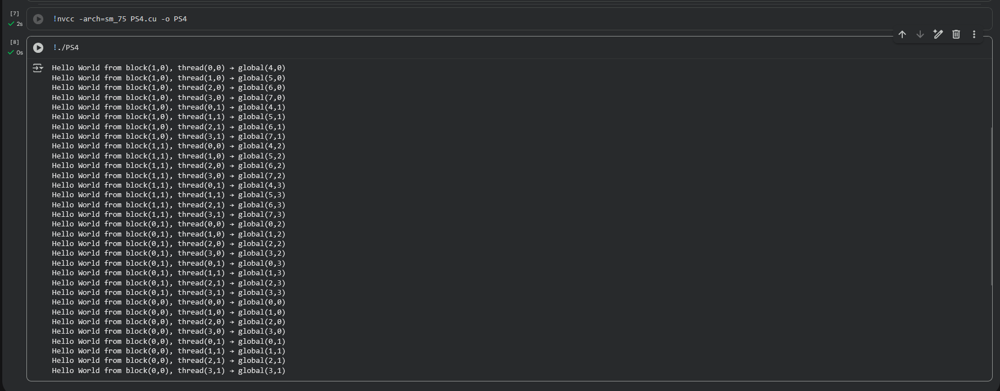 [7]
2s
!nvcc -arch=sm_75 PS4.cu -o PS4
[8]
0s
!./PS4
Hello World from block(1,0), thread(0,0) → global(4,0)
Hello World from block(1,0), thread(1,0) → global(5,0)
Hello World from block(1,0), thread(2,0) → global(6,0)
Hello World from block(1,0), thread(3,0) → global(7,0)
Hello World from block(1,0), thread(0,1) → global(4,1)
Hello World from block(1,0), thread(1,1) → global(5,1)
Hello World from block(1,0), thread(2,1) → global(6,1)
Hello World from block(1,0), thread(3,1) → global(7,1)
Hello World from block(1,1), thread(0,0) → global(4,2)
Hello World from block(1,1), thread(1,0) → global(5,2)
Hello World from block(1,1), thread(2,0) → global(6,2)
Hello World from block(1,1), thread(3,0) → global(7,2)
Hello World from block(1,1), thread(0,1) → global(4,3)
Hello World from block(1,1), thread(1,1) → global(5,3)
Hello World from block(1,1), thread(2,1) → global(6,3)
Hello World from block(1,1), thread(3,1) → global(7,3)
Hello World from block(0,1), thread(0,0) → global(0,2)
Hello World from block(0,1), thread(1,0) → global(1,2)
Hello World from block(0,1), thread(2,0) → global(2,2)
Hello World from block(0,1), thread(3,0) → global(3,2)
Hello World from block(0,1), thread(0,1) → global(0,3)
Hello World from block(0,1), thread(1,1) → global(1,3)
Hello World from block(0,1), thread(2,1) → global(2,3)
Hello World from block(0,1), thread(3,1) → global(3,3)
Hello World from block(0,0), thread(0,0) → global(0,0)
Hello World from block(0,0), thread(1,0) → global(1,0)
Hello World from block(0,0), thread(2,0) → global(2,0)
Hello World from block(0,0), thread(3,0) → global(3,0)
Hello World from block(0,0), thread(0,1) → global(0,1)
Hello World from block(0,0), thread(1,1) → global(1,1)
Hello World from block(0,0), thread(2,1) → global(2,1)
Hello World from block(0,0), thread(3,1) → global(3,1)